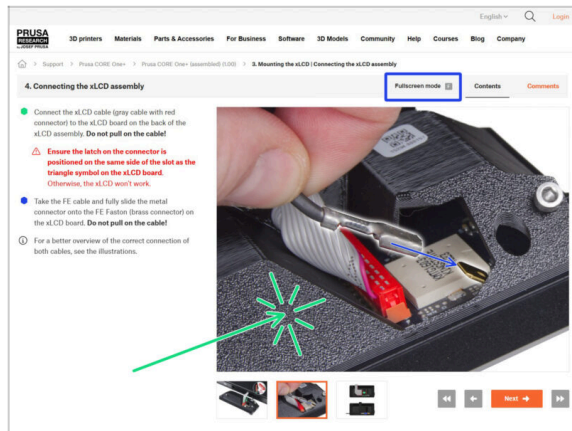 English
Login
PRUSA
RESEARCH
by JOSEF PRUSA
3D printers Materials Parts & Accessories For Business Software 3D Models Community Help Courses Blog Company
Support > Prusa CORE One+ > Prusa CORE One+ (assembled) (1.00) > 3. Mounting the xLCD | Connecting the xLCD assembly
4. Connecting the xLCD assembly
Fullscreen mode
Contents
Comments
Connect the xLCD cable (gray cable with red
connector) to the xLCD board on the back of the
xLCD assembly. Do not pull on the cable!
Ensure the latch on the connector is
positioned on the same side of the slot as the
triangle symbol on the xLCD board.
Otherwise, the xLCD won't work.
Take the FE cable and fully slide the metal
connector onto the FE Faston (brass connector) on
the xLCD board. Do not pull on the cable!
For a better overview of the correct connection of
both cables, see the illustrations.
Next